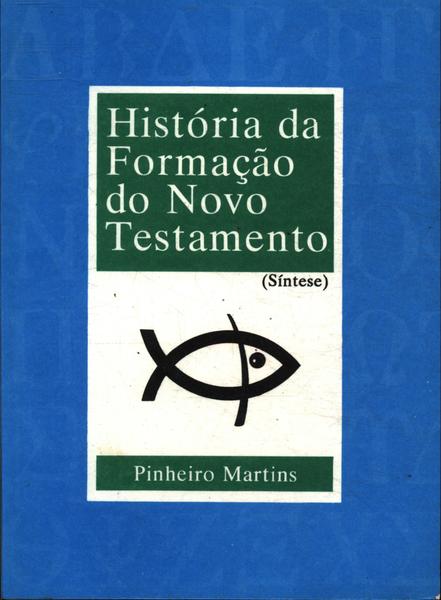 História da
Formação
do Novo
Testamento
(Síntese)
Pinheiro Martins